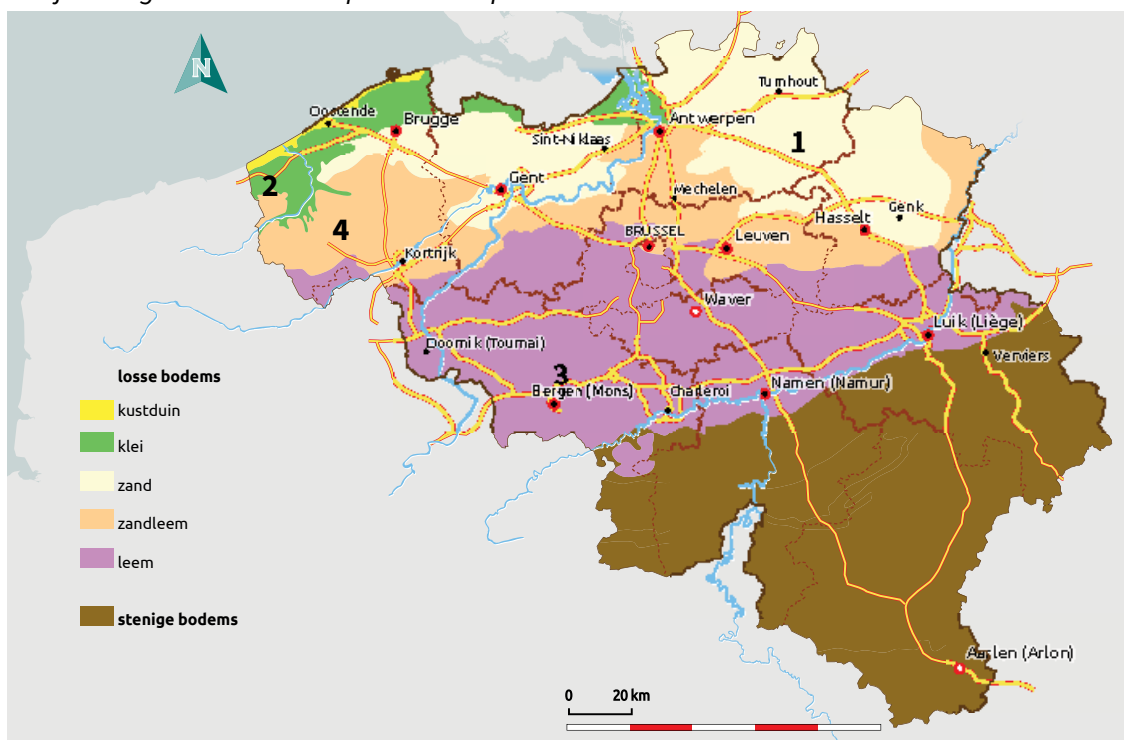 N
Oostende
Brugge
Turnhout
Antwerpen
Sint-Niklaas
1
2
Gent
Mechelen
Genk
Hasselt
4
BRUSSEL
Leuven
Kortrijk
Waver
Luik (Liège)
Doornik (Tournai)
Verviers
3
Bergen (Mons)
Charleroi
Namen (Namur)
losse bodems
kustduin
klei
zand
zandleem
leem
stenige bodems
Aarlen (Arlon)
0 20 km